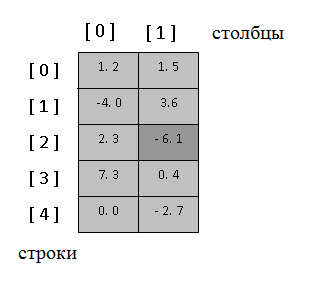 [0] [1] столбцы
[0] 1.2 1.5
[1] -4.0 3.6
[2] 2.3 -6.1
[3] 7.3 0.4
[4] 0.0 -2.7
строки